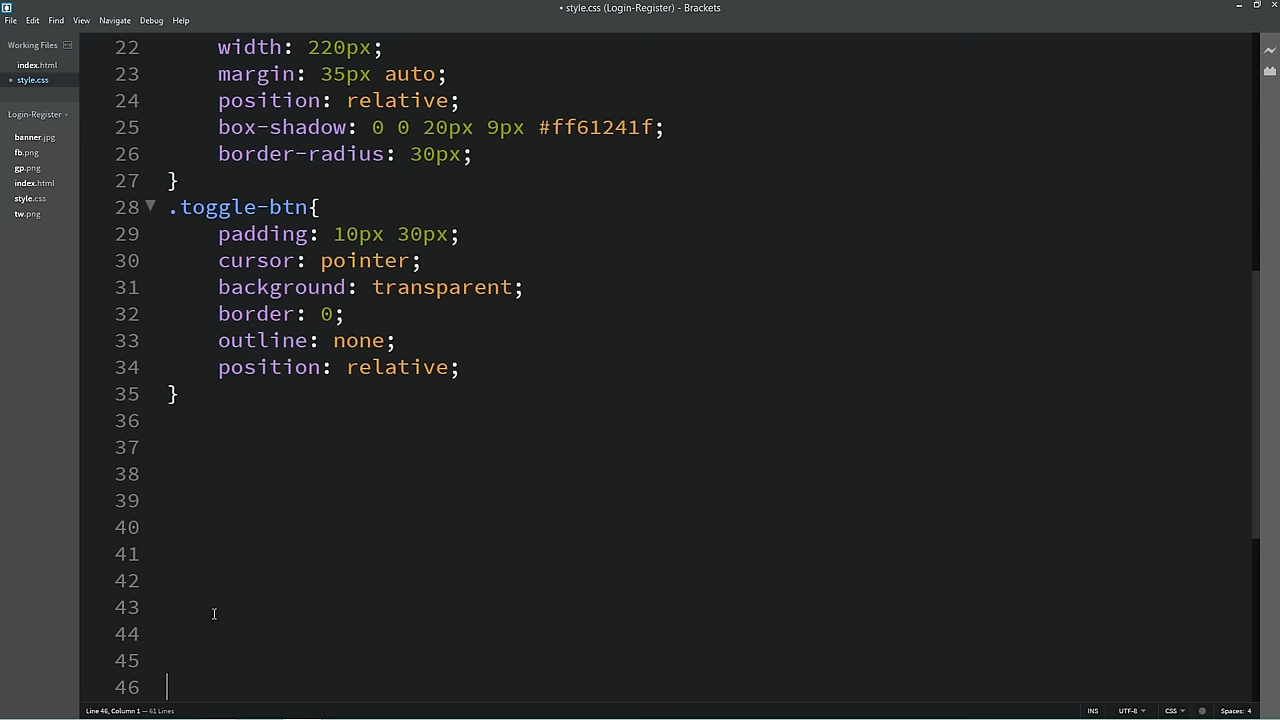 • style.css (Login-Register) - Brackets
File Edit Find View Navigate Debug Help
Working Files
index.html
• style.css
Login-Register
banner.jpg
fb.png
gp.png
index.html
style.css
tw.png
22 width: 220px;
23 margin: 35px auto;
24 position: relative;
25 box-shadow: 0 0 20px 9px #ff61241f;
26 border-radius: 30px;
27 }
28 .toggle-btn{
29 padding: 10px 30px;
30 cursor: pointer;
31 background: transparent;
32 border: 0;
33 outline: none;
34 position: relative;
35 }
36
37
38
39
40
41
42
43
44
45
46
Line 46, Column 1 — 61 Lines
INS UTF-8 CSS Spaces: 4